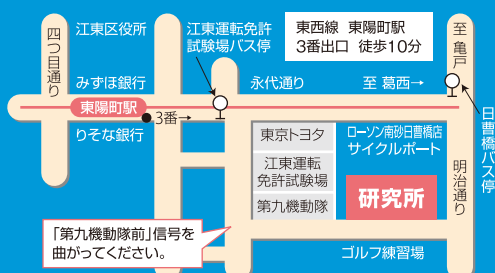 四つ目通り
江東区役所
江東運転免許
試験場バス停
東西線 東陽町駅
3番出口 徒歩10分
至 亀戸
みずほ銀行
永代通り
至 葛西→
東陽町駅
3番→
りそな銀行
日曹橋バス停
東京トヨタ
ローソン南砂日曹橋店
サイクルポート
江東運転
免許試験場
研究所
明治通り
第九機動隊
「第九機動隊前」信号を
曲がってください。
ゴルフ練習場